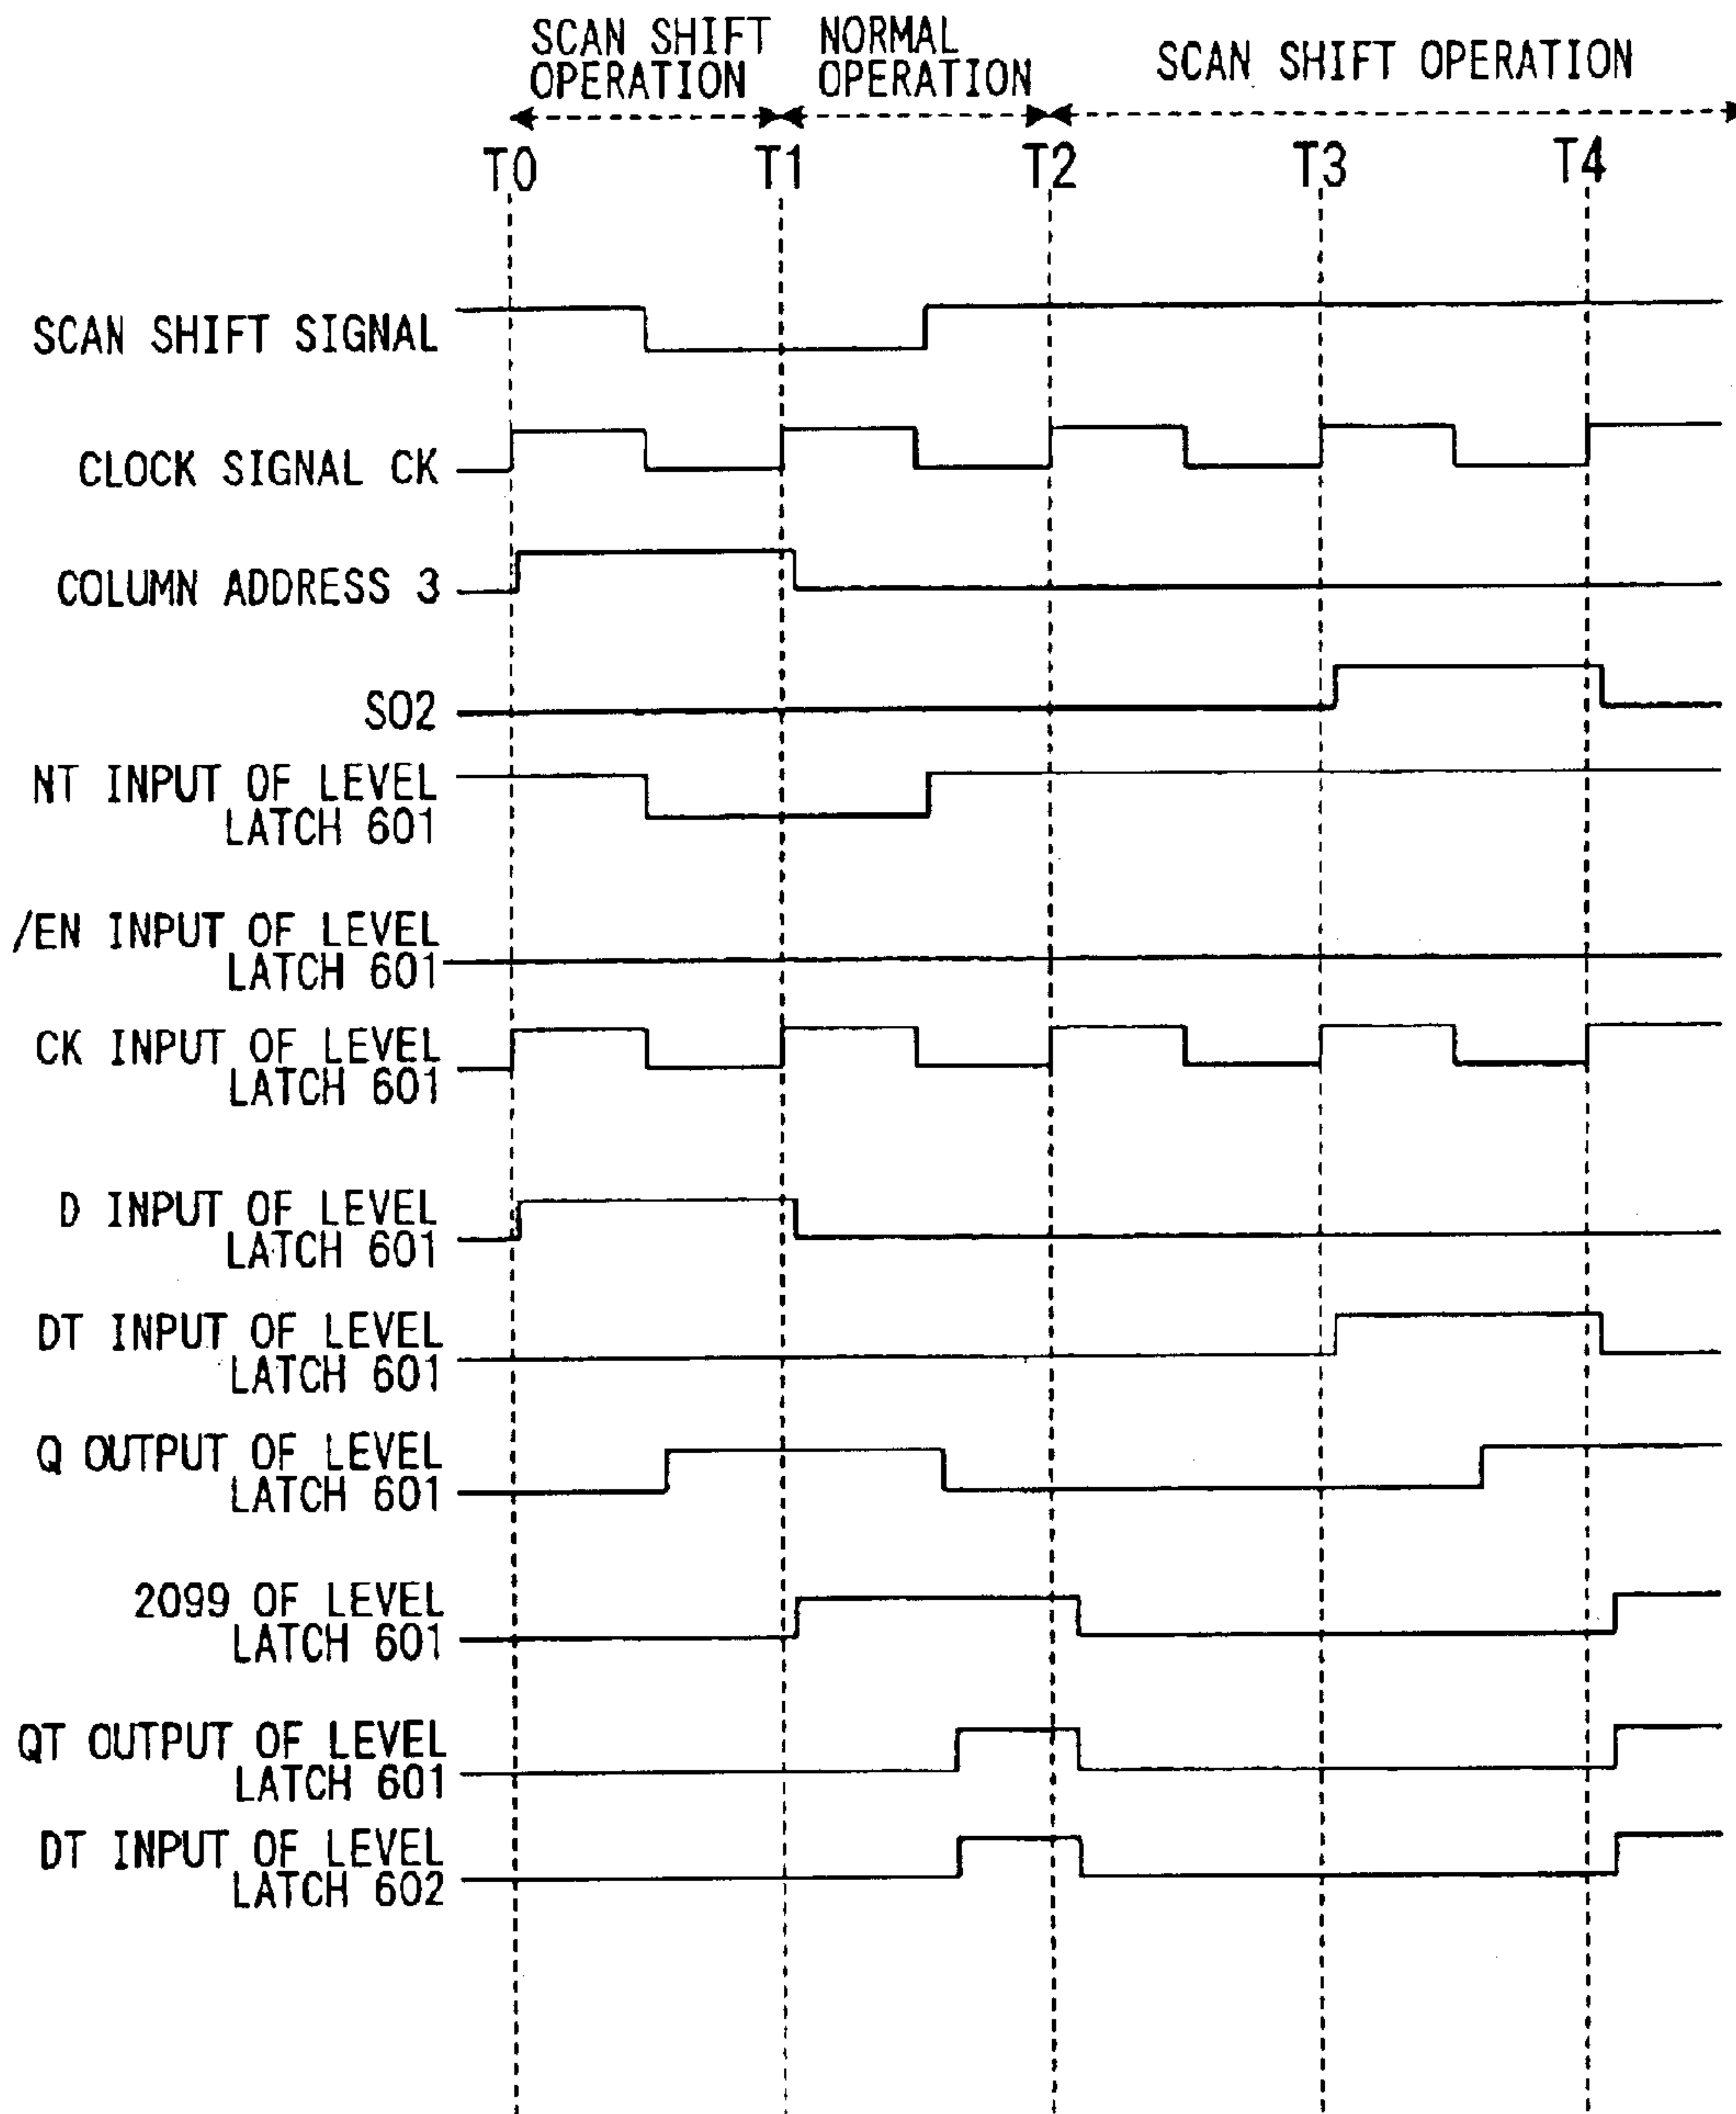 SCAN SHIFT
OPERATION
NORMAL
OPERATION
SCAN SHIFT OPERATION
T0
T1
T2
T3
T4
SCAN SHIFT SIGNAL
CLOCK SIGNAL CK
COLUMN ADDRESS 3
SO2
NT INPUT OF LEVEL
LATCH 601
/EN INPUT OF LEVEL
LATCH 601
CK INPUT OF LEVEL
LATCH 601
D INPUT OF LEVEL
LATCH 601
DT INPUT OF LEVEL
LATCH 601
Q OUTPUT OF LEVEL
LATCH 601
2099 OF LEVEL
LATCH 601
QT OUTPUT OF LEVEL
LATCH 601
DT INPUT OF LEVEL
LATCH 602